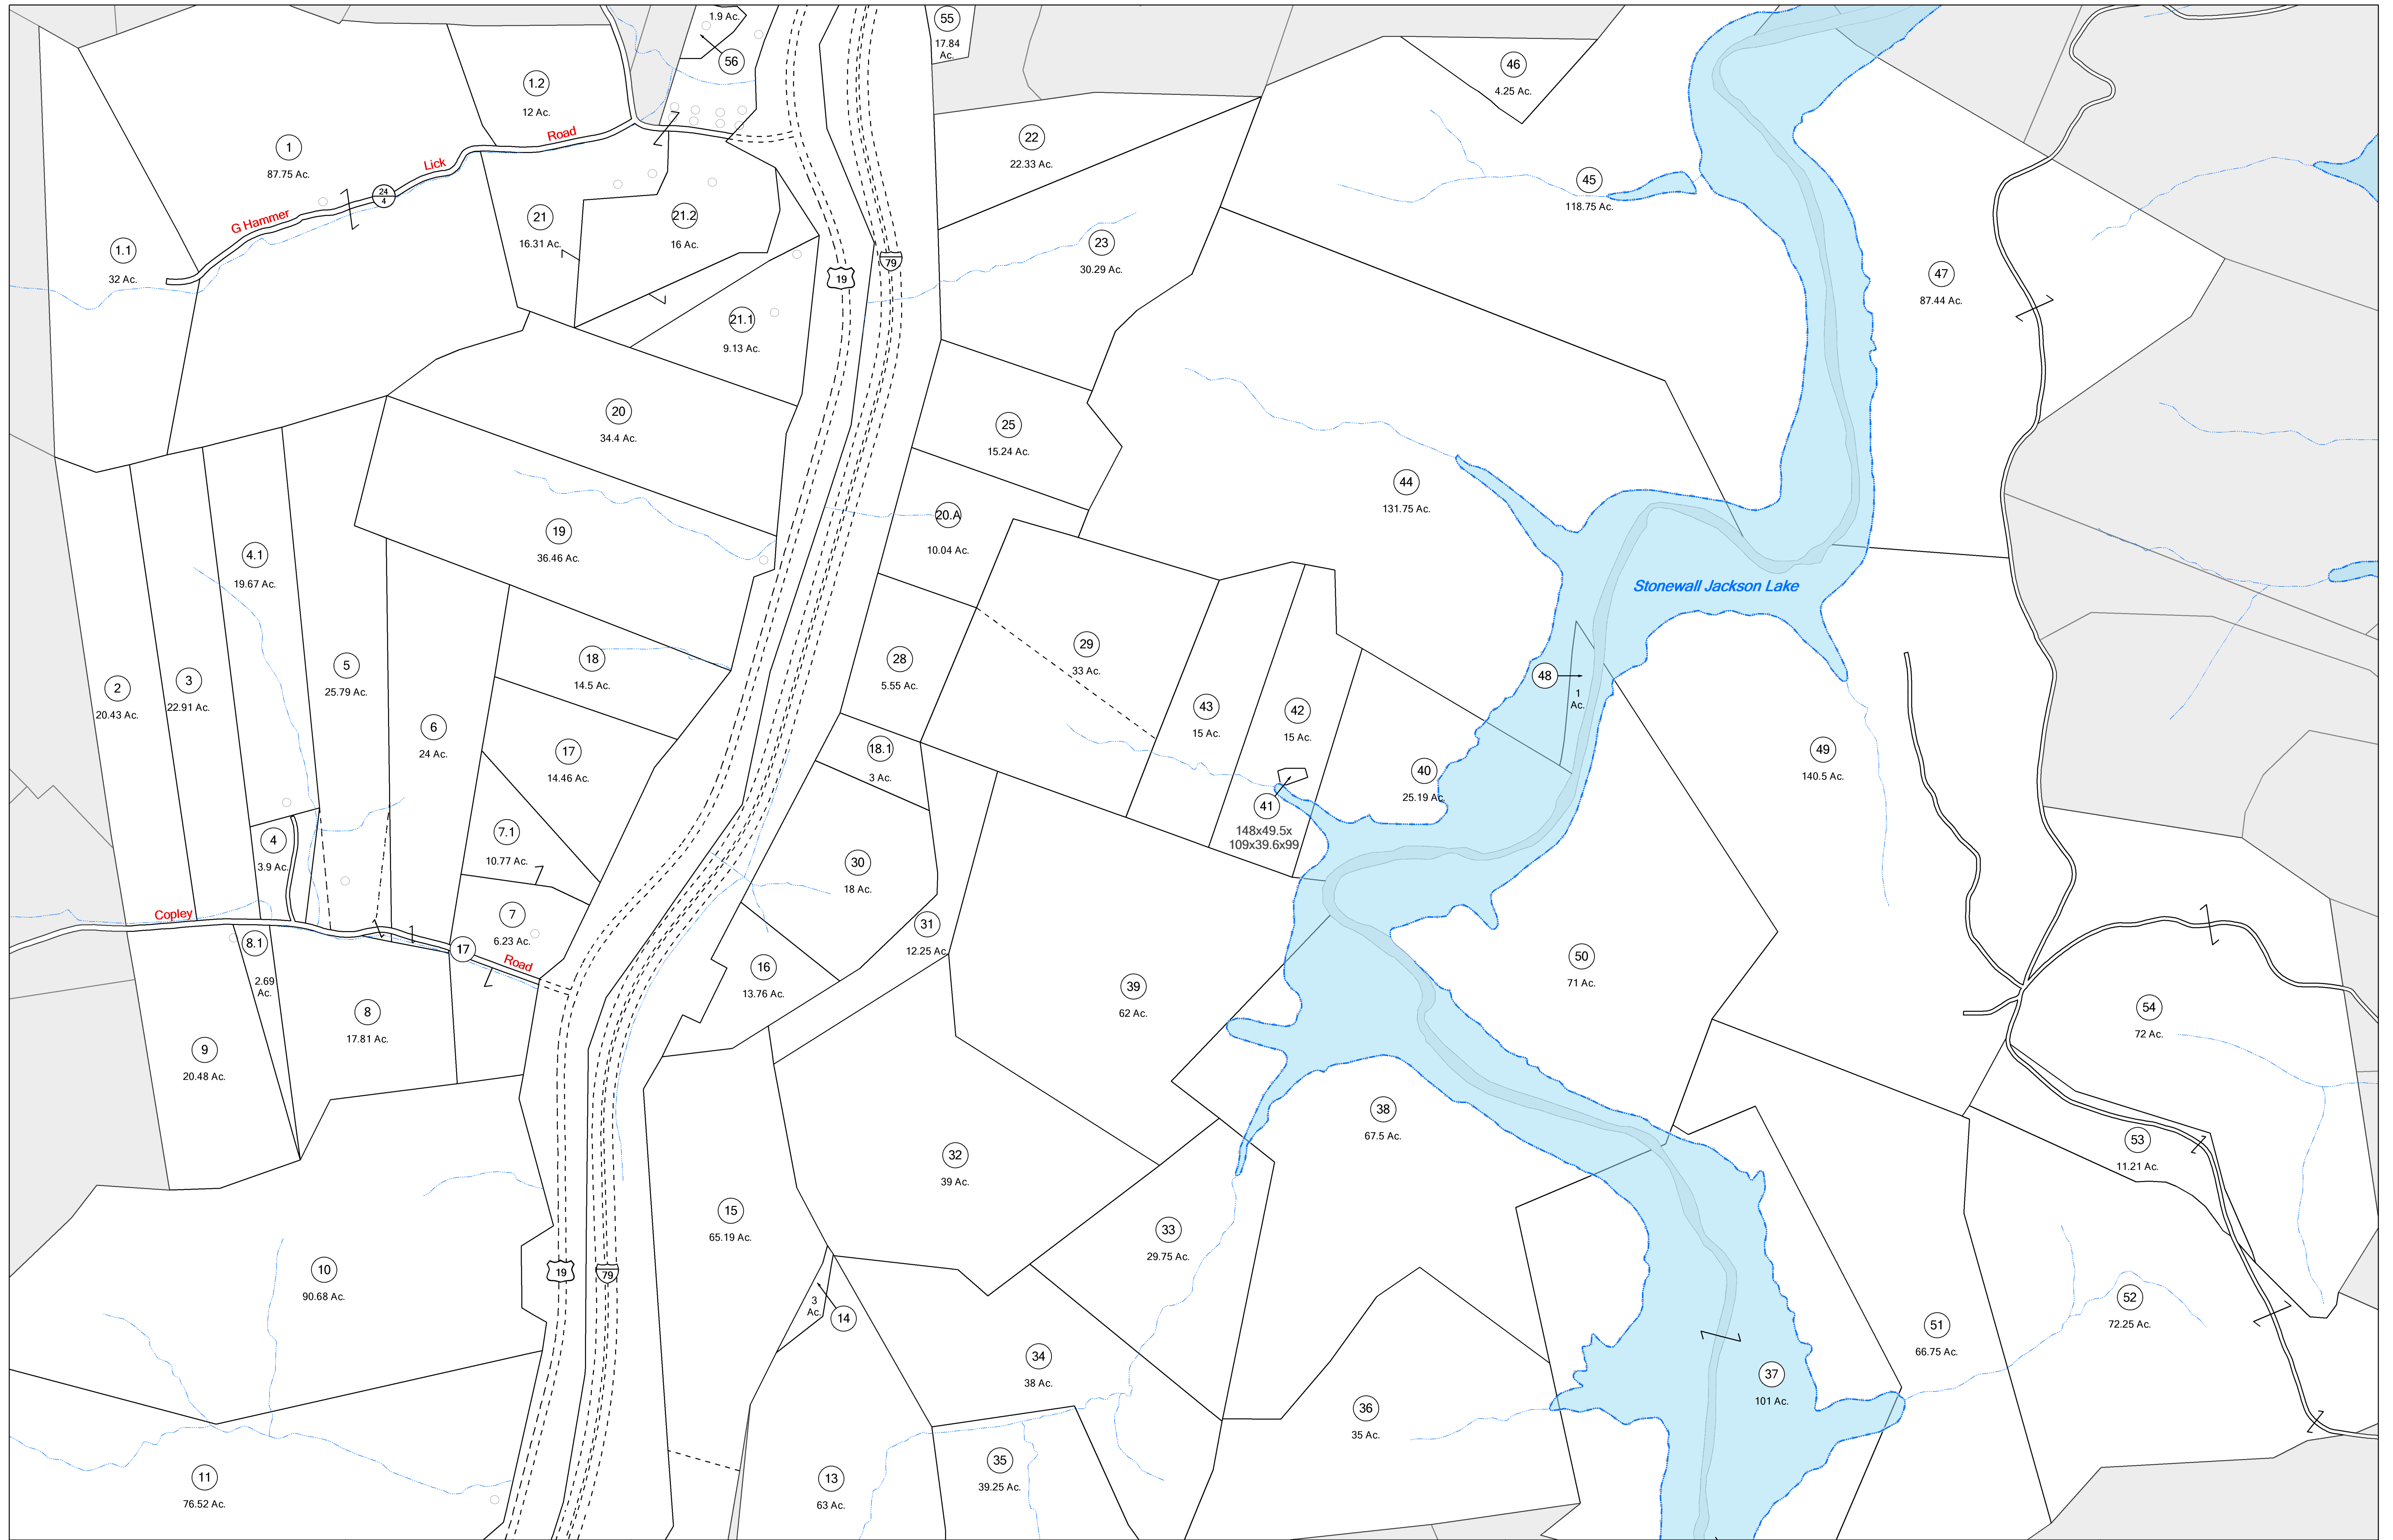 1.9 Ac.
56
55
17.84
Ac.
46
4.25 Ac.
1.2
12 Ac.
1
87.75 Ac.
G Hammer
24
4
Lick
Road
22
22.33 Ac.
45
118.75 Ac.
1.1
32 Ac.
21
16.31 Ac.
21.2
16 Ac.
23
30.29 Ac.
47
87.44 Ac.
19
79
21.1
9.13 Ac.
20
34.4 Ac.
25
15.24 Ac.
44
131.75 Ac.
19
36.46 Ac.
20.A
10.04 Ac.
4.1
19.67 Ac.
Stonewall Jackson Lake
5
25.79 Ac.
18
14.5 Ac.
28
5.55 Ac.
29
33 Ac.
48
1
Ac.
2
20.43 Ac.
3
22.91 Ac.
6
24 Ac.
17
14.46 Ac.
18.1
3 Ac.
43
15 Ac.
42
15 Ac.
40
25.19 Ac.
49
140.5 Ac.
41
148x49.5x
109x39.6x99
4
3.9 Ac.
7.1
10.77 Ac.
30
18 Ac.
Copley
17
Road
7
6.23 Ac.
31
12.25 Ac.
8.1
2.69
Ac.
16
13.76 Ac.
39
62 Ac.
50
71 Ac.
54
72 Ac.
9
20.48 Ac.
8
17.81 Ac.
38
67.5 Ac.
53
11.21 Ac.
32
39 Ac.
15
65.19 Ac.
33
29.75 Ac.
10
90.68 Ac.
19
79
3
Ac.
14
52
72.25 Ac.
51
66.75 Ac.
34
38 Ac.
37
101 Ac.
36
35 Ac.
11
76.52 Ac.
13
63 Ac.
35
39.25 Ac.